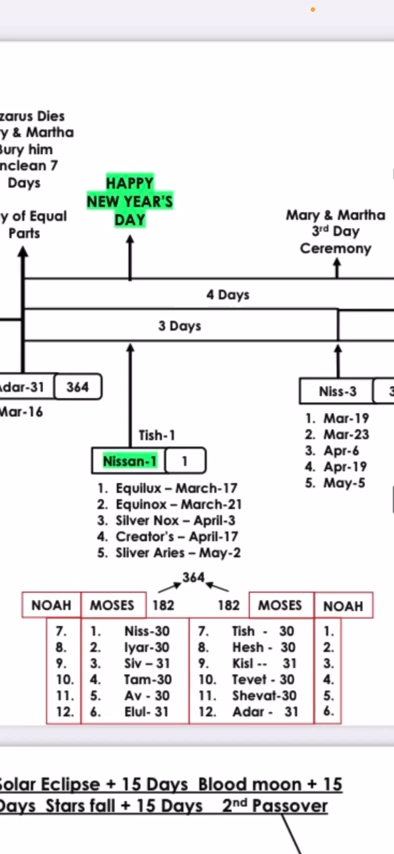 zarus Dies
y & Martha
Bury him
nclean 7
Days
y of Equal
Parts
HAPPY
NEW YEAR'S
DAY
Mary & Martha
3rd Day
Ceremony
4 Days
3 Days
Adar-31 364
Mar-16
Tish-1
Nissan-1 1
1. Equilux – March-17
2. Equinox – March-21
3. Silver Nox – April-3
4. Creator's – April-17
5. Sliver Aries – May-2
Niss-3 3
1. Mar-19
2. Mar-23
3. Apr-6
4. Apr-19
5. May-5
364
NOAH MOSES 182 182 MOSES NOAH
7. 1. Niss-30 7. Tish - 30 1.
8. 2. Iyar-30 8. Hesh - 30 2.
9. 3. Siv – 31 9. Kisl -- 31 3.
10. 4. Tam-30 10. Tevet - 30 4.
11. 5. Av - 30 11. Shevat-30 5.
12. 6. Elul- 31 12. Adar - 31 6.
Solar Eclipse + 15 Days Blood moon + 15
Days Stars fall + 15 Days 2nd Passover